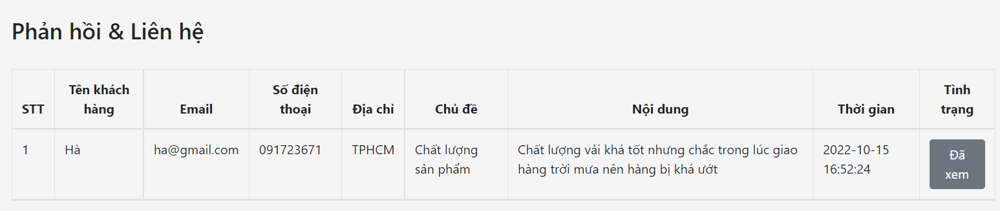 Phản hồi & Liên hệ
STT
Tên khách
hàng
Email
Số điện
thoại
Địa chỉ
Chủ đề
Nội dung
Thời gian
Tình
trạng
1
Hà
ha@gmail.com
091723671
TPHCM
Chất lượng
sản phẩm
Chất lượng vải khá tốt nhưng chắc trong lúc giao
hàng trời mưa nên hàng bị khá ướt
2022-10-15
16:52:24
Đã
xem